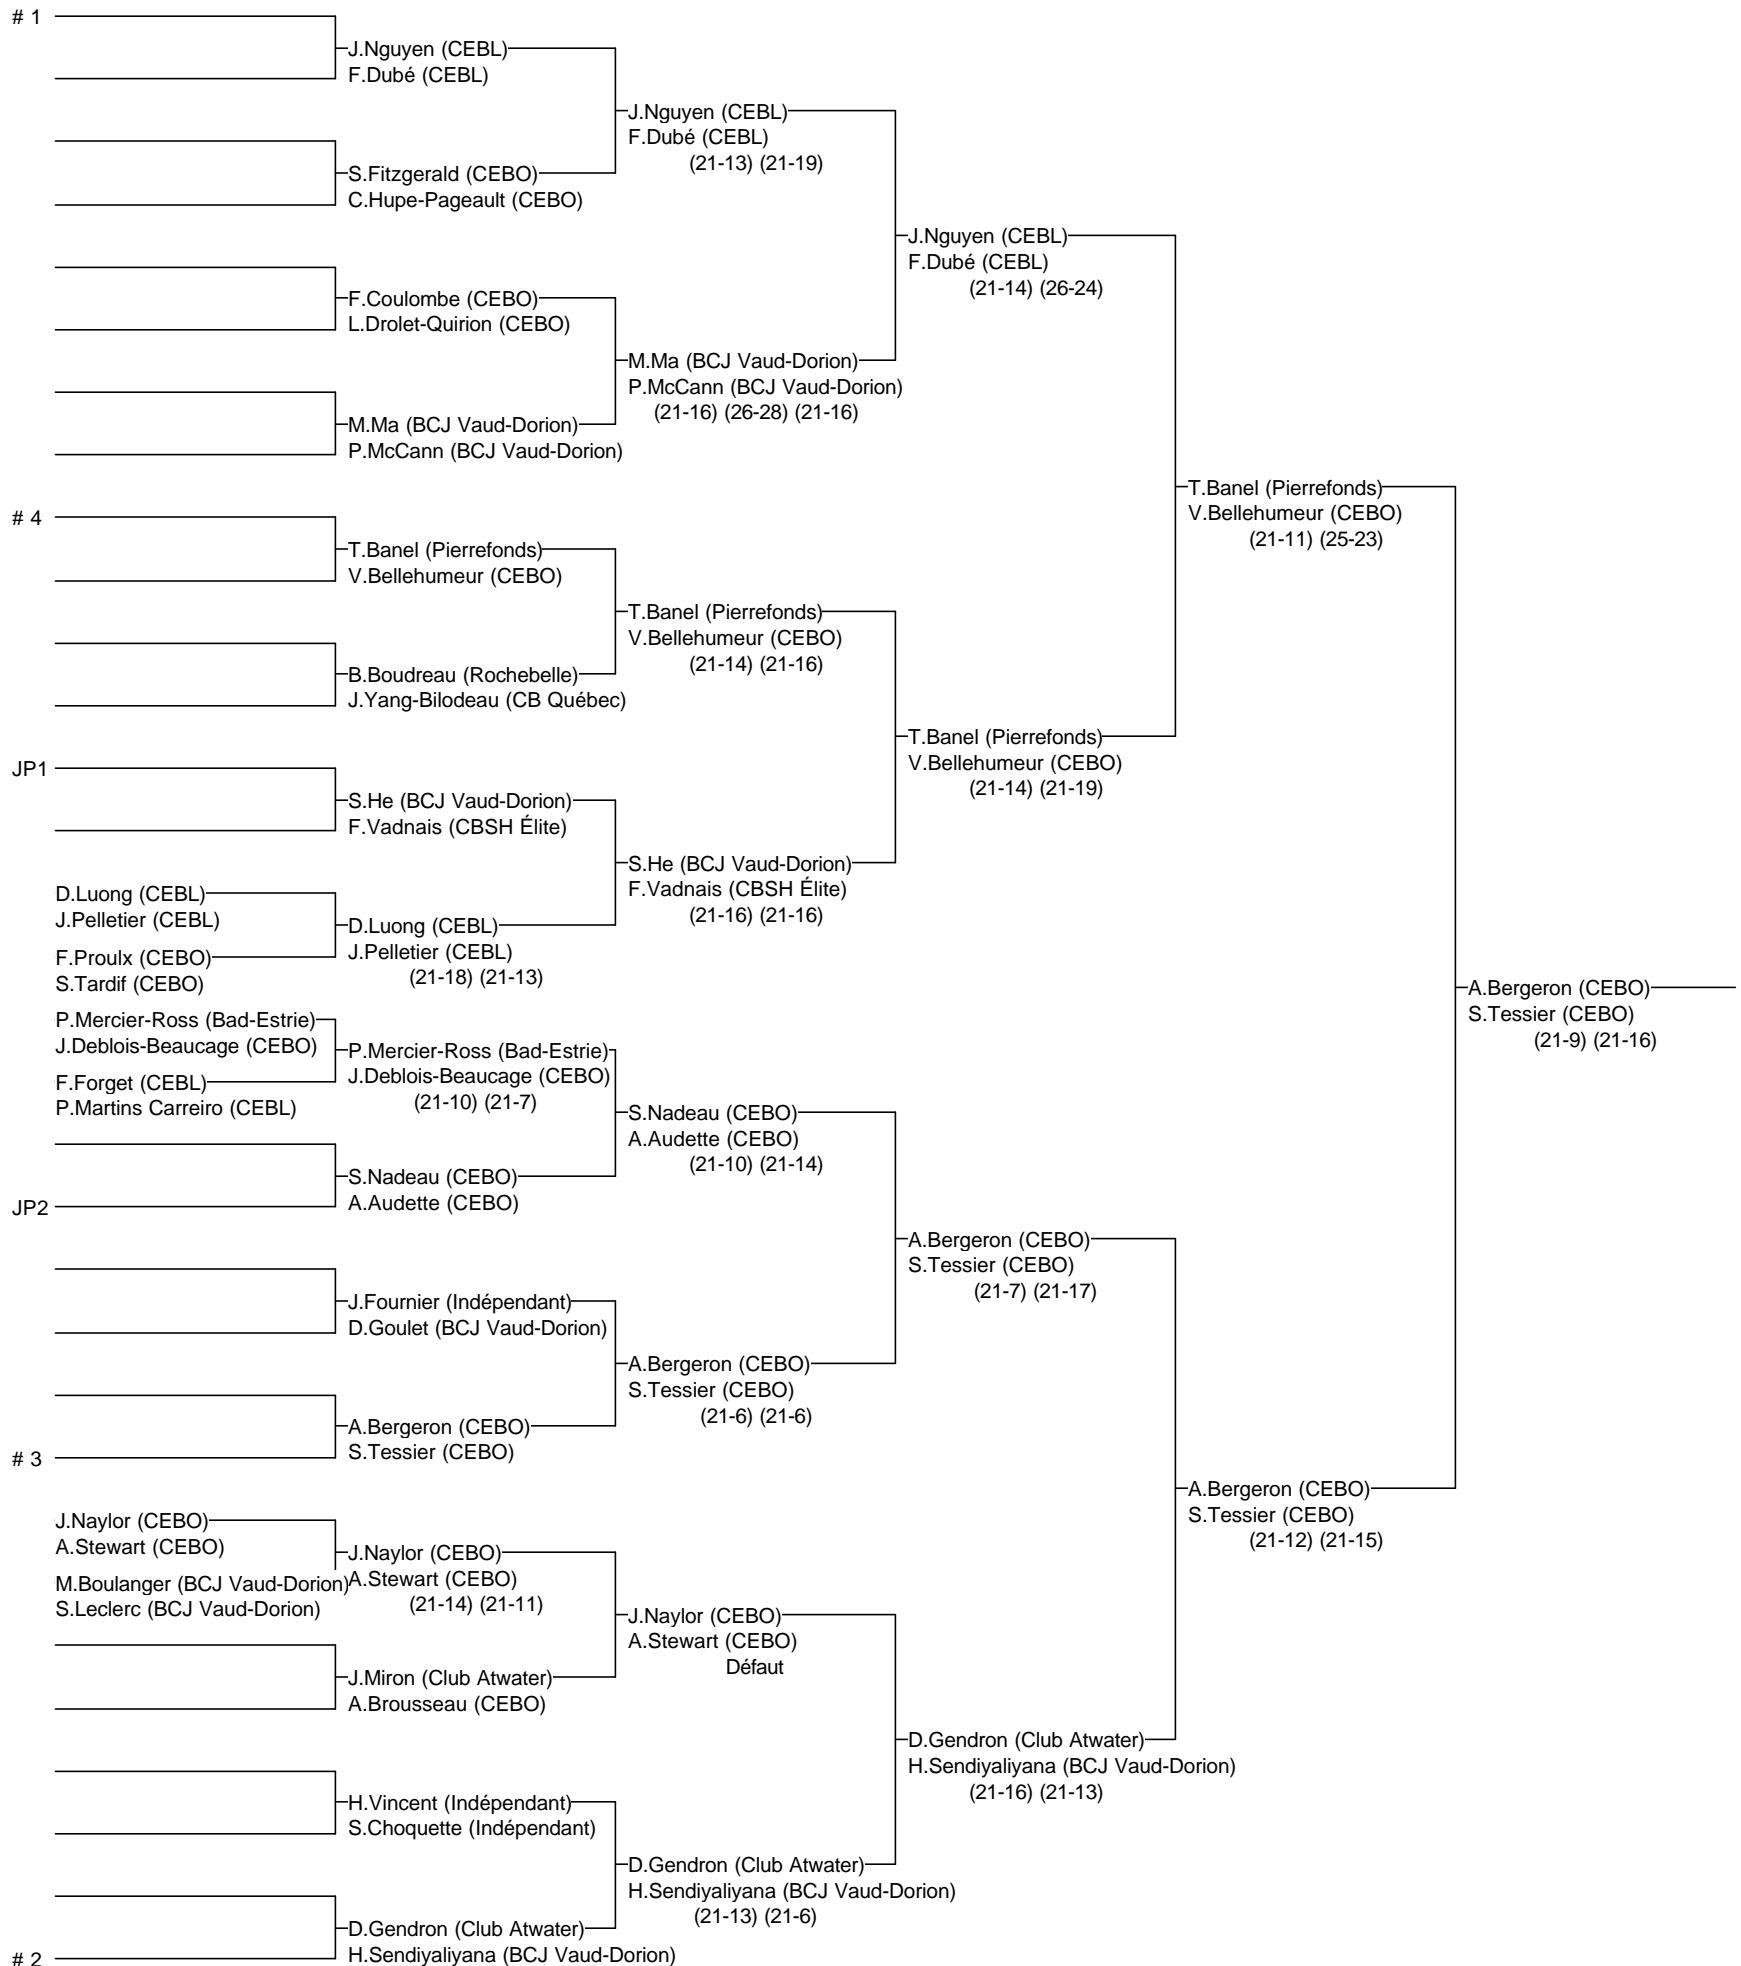 # 1
J.Nguyen (CEBL)
F.Dubé (CEBL)
J.Nguyen (CEBL)
F.Dubé (CEBL)
(21-13) (21-19)
S.Fitzgerald (CEBO)
C.Hupe-Pageault (CEBO)
J.Nguyen (CEBL)
F.Dubé (CEBL)
(21-14) (26-24)
F.Coulombe (CEBO)
L.Drolet-Quirion (CEBO)
M.Ma (BCJ Vaud-Dorion)
P.McCann (BCJ Vaud-Dorion)
(21-16) (26-28) (21-16)
M.Ma (BCJ Vaud-Dorion)
P.McCann (BCJ Vaud-Dorion)
T.Banel (Pierrefonds)
V.Bellehumeur (CEBO)
(21-11) (25-23)
# 4
T.Banel (Pierrefonds)
V.Bellehumeur (CEBO)
T.Banel (Pierrefonds)
V.Bellehumeur (CEBO)
(21-14) (21-16)
B.Boudreau (Rochebelle)
J.Yang-Bilodeau (CB Québec)
T.Banel (Pierrefonds)
V.Bellehumeur (CEBO)
(21-14) (21-19)
JP1
S.He (BCJ Vaud-Dorion)
F.Vadnais (CBSH Élite)
S.He (BCJ Vaud-Dorion)
F.Vadnais (CBSH Élite)
(21-16) (21-16)
D.Luong (CEBL)
J.Pelletier (CEBL)
D.Luong (CEBL)
J.Pelletier (CEBL)
(21-18) (21-13)
F.Proulx (CEBO)
S.Tardif (CEBO)
A.Bergeron (CEBO)
S.Tessier (CEBO)
(21-9) (21-16)
P.Mercier-Ross (Bad-Estrie)
J.Deblois-Beaucage (CEBO)
P.Mercier-Ross (Bad-Estrie)
J.Deblois-Beaucage (CEBO)
(21-10) (21-7)
F.Forget (CEBL)
P.Martins Carreiro (CEBL)
S.Nadeau (CEBO)
A.Audette (CEBO)
(21-10) (21-14)
S.Nadeau (CEBO)
A.Audette (CEBO)
JP2
A.Bergeron (CEBO)
S.Tessier (CEBO)
(21-7) (21-17)
J.Fournier (Indépendant)
D.Goulet (BCJ Vaud-Dorion)
A.Bergeron (CEBO)
S.Tessier (CEBO)
(21-6) (21-6)
A.Bergeron (CEBO)
S.Tessier (CEBO)
# 3
A.Bergeron (CEBO)
S.Tessier (CEBO)
(21-12) (21-15)
J.Naylor (CEBO)
A.Stewart (CEBO)
J.Naylor (CEBO)
A.Stewart (CEBO)
(21-14) (21-11)
M.Boulanger (BCJ Vaud-Dorion)
S.Leclerc (BCJ Vaud-Dorion)
J.Naylor (CEBO)
A.Stewart (CEBO)
Défaut
J.Miron (Club Atwater)
A.Brousseau (CEBO)
D.Gendron (Club Atwater)
H.Sendiyaliyana (BCJ Vaud-Dorion)
(21-16) (21-13)
H.Vincent (Indépendant)
S.Choquette (Indépendant)
D.Gendron (Club Atwater)
H.Sendiyaliyana (BCJ Vaud-Dorion)
(21-13) (21-6)
D.Gendron (Club Atwater)
H.Sendiyaliyana (BCJ Vaud-Dorion)
# 2